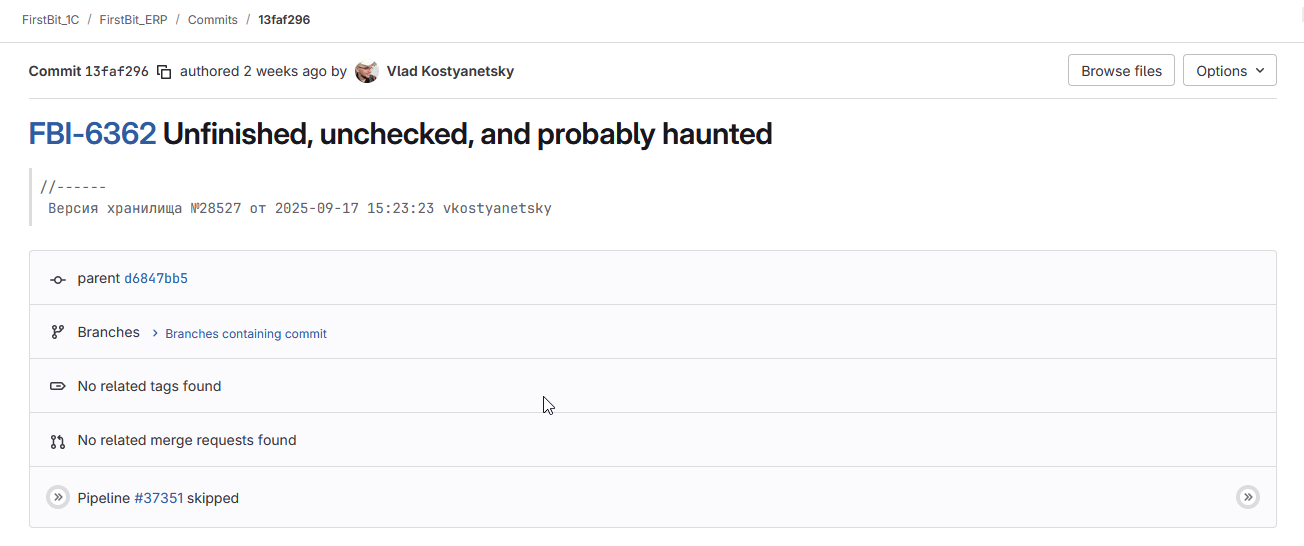 FirstBit_1C / FirstBit_ERP / Commits / 13faf296
Commit 13faf296 authored 2 weeks ago by Vlad Kostyanetsky
Browse files
Options
FBI-6362 Unfinished, unchecked, and probably haunted
//------
Версия хранилища №28527 от 2025-09-17 15:23:23 vkostyanetsky
parent d6847bb5
Branches > Branches containing commit
No related tags found
No related merge requests found
Pipeline #37351 skipped